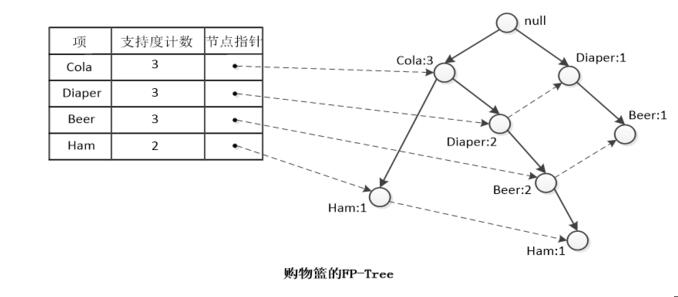 项 支持度计数 节点指针
Cola 3
Diaper 3
Beer 3
Ham 2
null
Cola:3
Diaper:1
Diaper:2
Beer:1
Beer:2
Ham:1
Ham:1
购物篮的FP-Tree